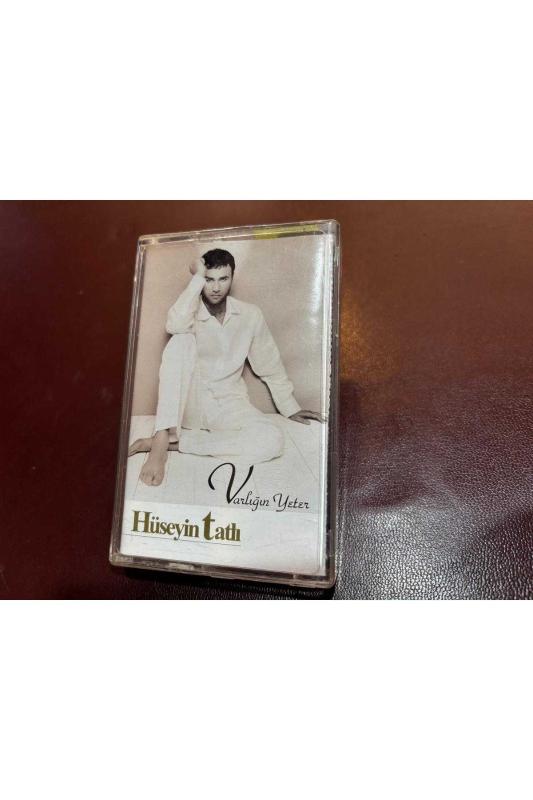 Varlığın Yeter
Hüseyin tatlı